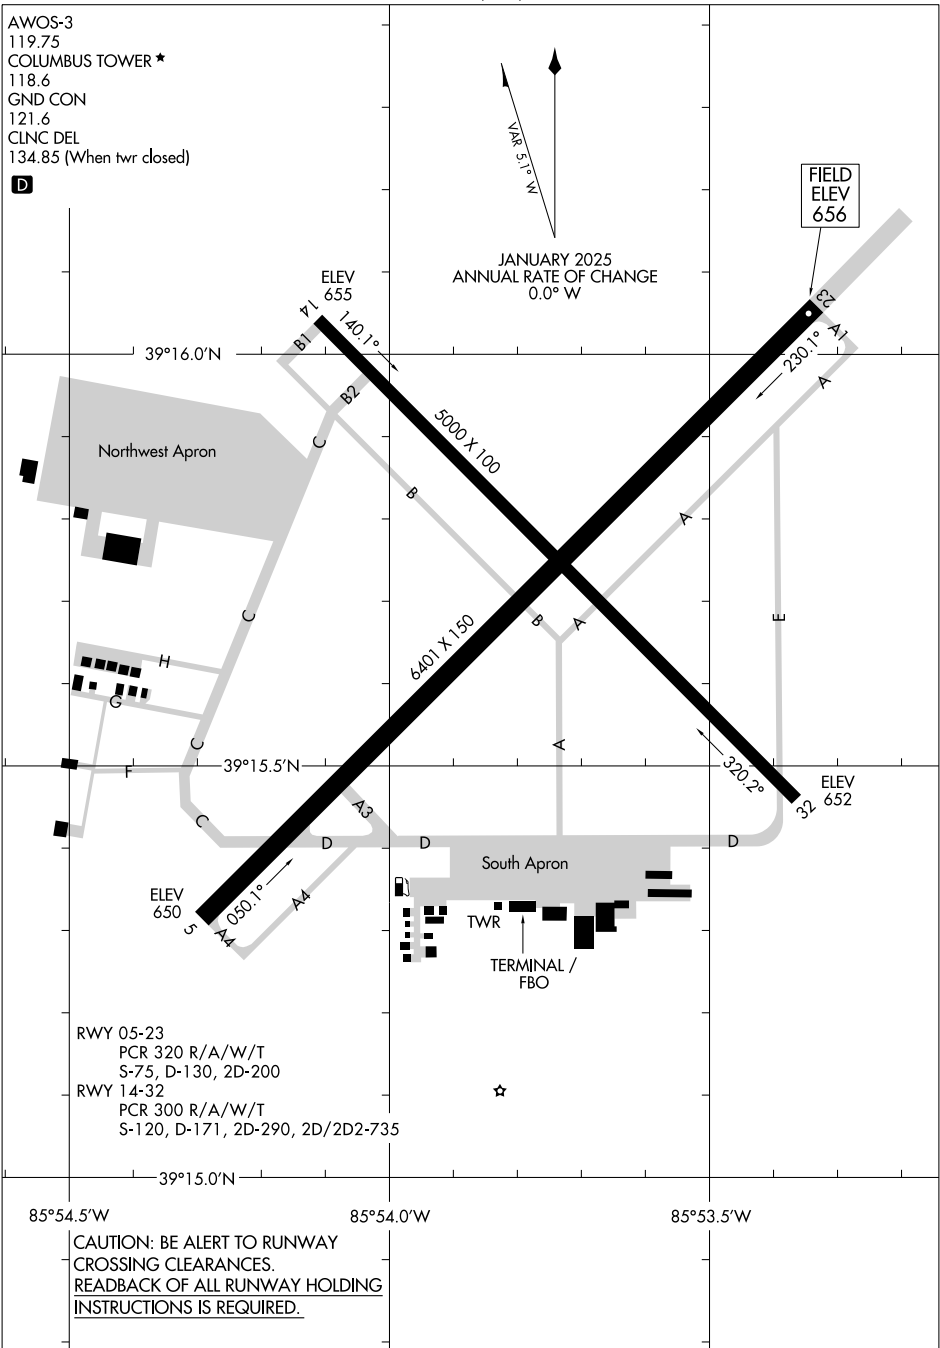 AWOS-3
119.75
COLUMBUS TOWER ★
118.6
GND CON
121.6
CLNC DEL
134.85 (When twr closed)
D
VAR 5.1° W
JANUARY 2025
ANNUAL RATE OF CHANGE
0.0° W
FIELD
ELEV
656
ELEV
655
14
140.1°
B1
23
A1
230.1°
A
39°16.0'N
B2
C
5000 X 100
Northwest Apron
B
A
C
B
A
E
6401 X 150
H
G
C
A
F
39°15.5'N
320.2°
ELEV
652
32
A3
C
D
D
D
South Apron
ELEV
650
5
050.1°
A4
A4
TWR
TERMINAL /
FBO
RWY 05-23
PCR 320 R/A/W/T
S-75, D-130, 2D-200
RWY 14-32
PCR 300 R/A/W/T
S-120, D-171, 2D-290, 2D/2D2-735
39°15.0'N
85°54.5'W
85°54.0'W
85°53.5'W
CAUTION: BE ALERT TO RUNWAY
CROSSING CLEARANCES.
READBACK OF ALL RUNWAY HOLDING
INSTRUCTIONS IS REQUIRED.